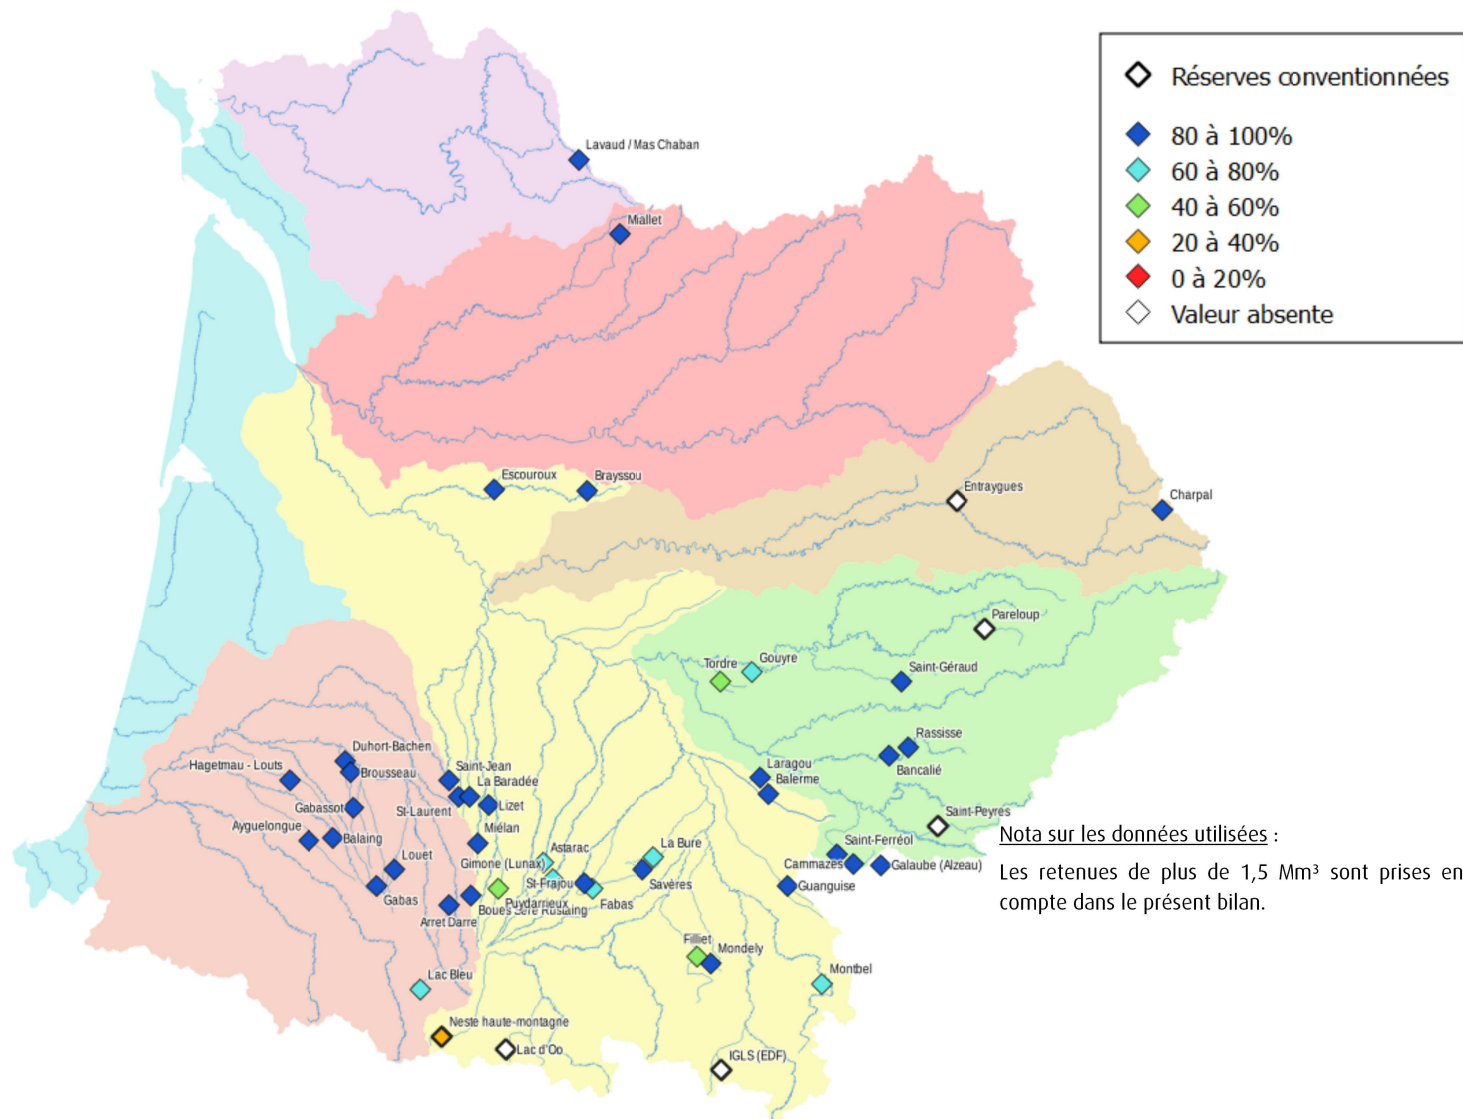 Réserves conventionnées
80 à 100%
60 à 80%
40 à 60%
20 à 40%
0 à 20%
Valeur absente
Lavaud / Mas Chaban
Miallet
Escouroux
Brayssou
Entraygues
Charpal
Pareloup
Tordre
Gouyre
Saint-Géraud
Rassisse
Bancalié
Duhort-Bachen
Hagetmau - Louts
Brousseau
Saint-Jean
La Baradée
Laragou
Balerme
Gabassot
St-Laurent
Lizet
Saint-Peyres
Ayguelongue
Balaing
Miélan
Astarac
La Bure
Saint-Ferréol
Louet
Gimone (Lunax)
Cammazes
Galaube (Alzeau)
St-Frajou
Savères
Guanguise
Gabas
Puydarrieux
Fabas
Arret Darre
Boues Sere Rustaing
Filliet
Mondely
Lac Bleu
Montbel
Neste haute-montagne
Lac d'Oo
IGLS (EDF)
Nota sur les données utilisées :
Les retenues de plus de 1,5 Mm³ sont prises en
compte dans le présent bilan.